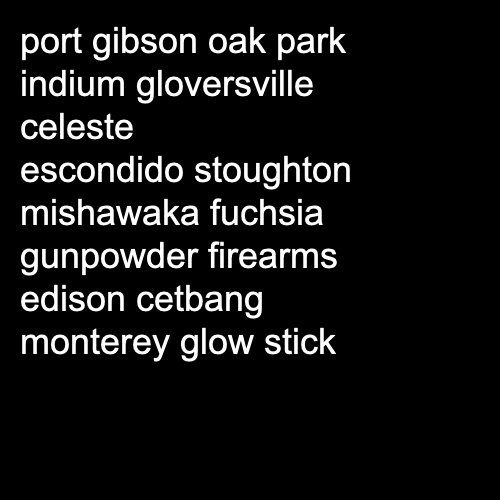 port gibson oak park
indium gloversville
celeste
escondido stoughton
mishawaka fuchsia
gunpowder firearms
edison cetbang
monterey glow stick